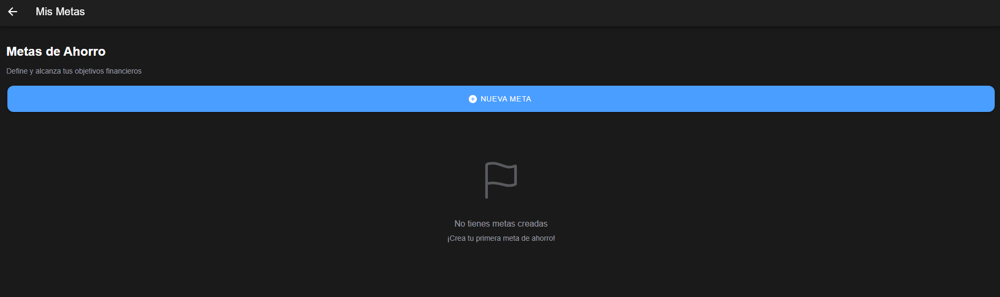 Mis Metas
Metas de Ahorro
Define y alcanza tus objetivos financieros
NUEVA META
No tienes metas creadas
¡Crea tu primera meta de ahorro!